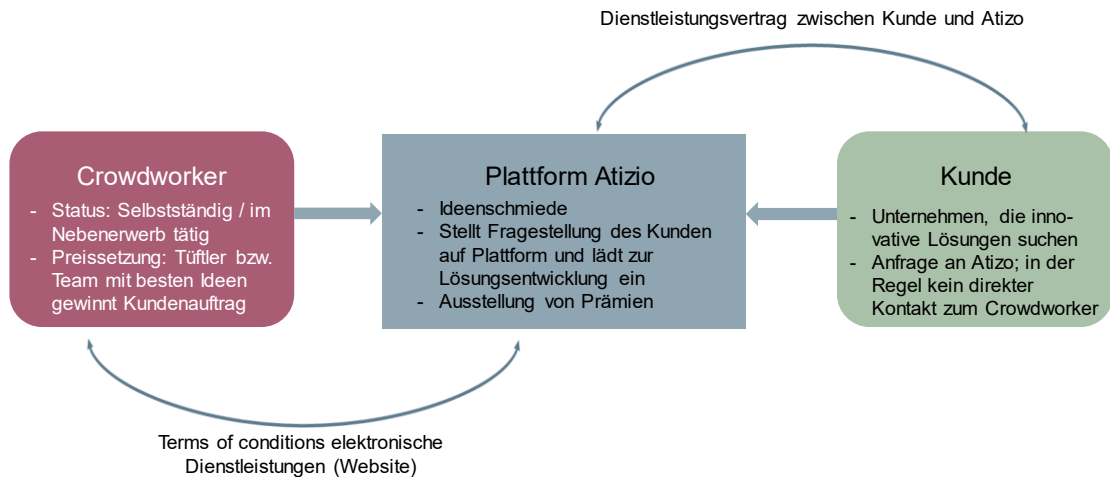 Dienstleistungsvertrag zwischen Kunde und Atizo
Crowdworker
- Status: Selbstständig / im
Nebenerwerb tätig
- Preissetzung: Tüftler bzw.
Team mit besten Ideen
gewinnt Kundenauftrag
Plattform Atizio
- Ideenschmiede
- Stellt Fragestellung des Kunden
auf Plattform und lädt zur
Lösungsentwicklung ein
- Ausstellung von Prämien
Kunde
- Unternehmen, die inno-
vative Lösungen suchen
- Anfrage an Atizo; in der
Regel kein direkter
Kontakt zum Crowdworker
Terms of conditions elektronische
Dienstleistungen (Website)